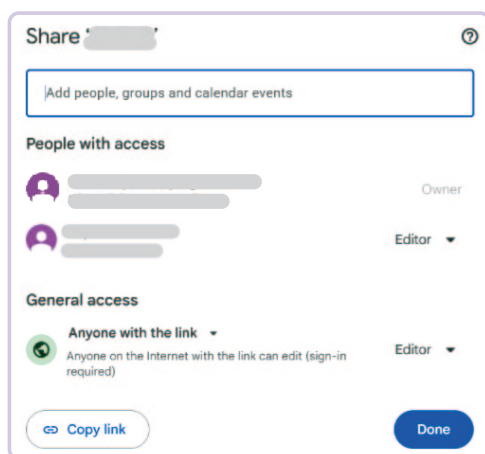 Share ‘ ’
Add people, groups and calendar events
People with access
Owner
Editor
General access
Anyone with the link
Editor
Anyone on the Internet with the link can edit (sign-in
required)
Copy link
Done